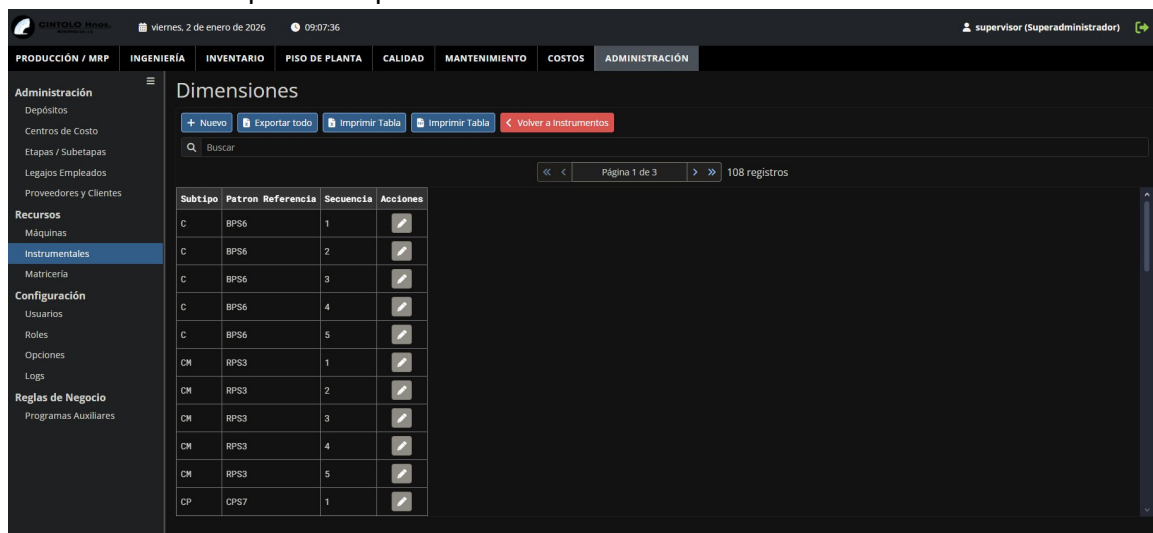 CINTOLO Hnos.
viernes, 2 de enero de 2026
09:07:36
supervisor (Superadministrador)
PRODUCCIÓN / MRP INGENIERÍA INVENTARIO PISO DE PLANTA CALIDAD MANTENIMIENTO COSTOS ADMINISTRACIÓN
Administración
Depósitos
Centros de Costo
Etapas / Subetapas
Legajos Empleados
Proveedores y Clientes
Recursos
Máquinas
Instrumentales
Matricería
Configuración
Usuarios
Roles
Opciones
Logs
Reglas de Negocio
Programas Auxiliares
Dimensiones
+ Nuevo Exportar todo Imprimir Tabla Imprimir Tabla Volver a Instrumentos
Buscar
« < Página 1 de 3 > » 108 registros
Subtipo Patron Referencia Secuencia Acciones
C BPS6 1
C BPS6 2
C BPS6 3
C BPS6 4
C BPS6 5
CM RPS3 1
CM RPS3 2
CM RPS3 3
CM RPS3 4
CM RPS3 5
CP CPS7 1